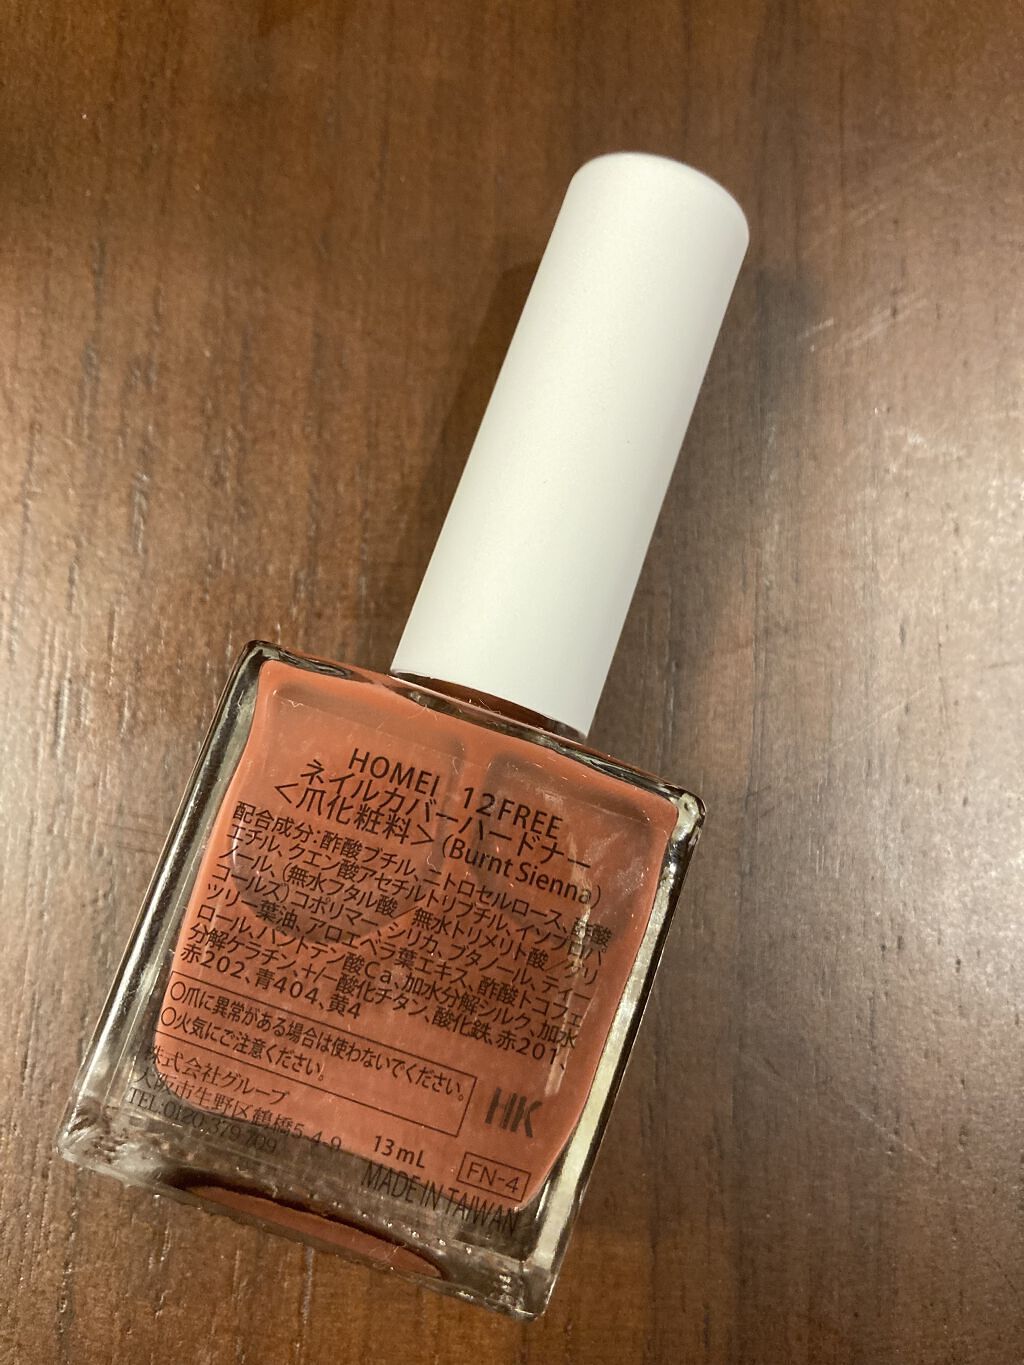 HOMEI 12FREE
ネイルカバーハードナー
<爪化粧料> (Burnt Sienna)
配合成分:酢酸ブチル、ニトロセルロース、酢酸
エチル、クエン酸アセチルトリブチル、イソプロパ
ノール、(無水フタル酸/無水トリメリト酸/グリ
コールズ)コポリマー、シリカ、ブタノール、ティー
ツリー葉油、アロエベラ葉エキス、酢酸トコフェ
ロール、パントテン酸Ca、加水分解シルク、加水
分解ケラチン、+/-酸化チタン、酸化鉄、赤201、
赤202、青404、黄4
〇爪に異常がある場合は使わないでください。
〇火気にご注意ください。
株式会社グループ
大阪市生野区鶴橋5-4-9
TEL:0120-379-709
13mL
HK
FN-4
MADE IN TAIWAN